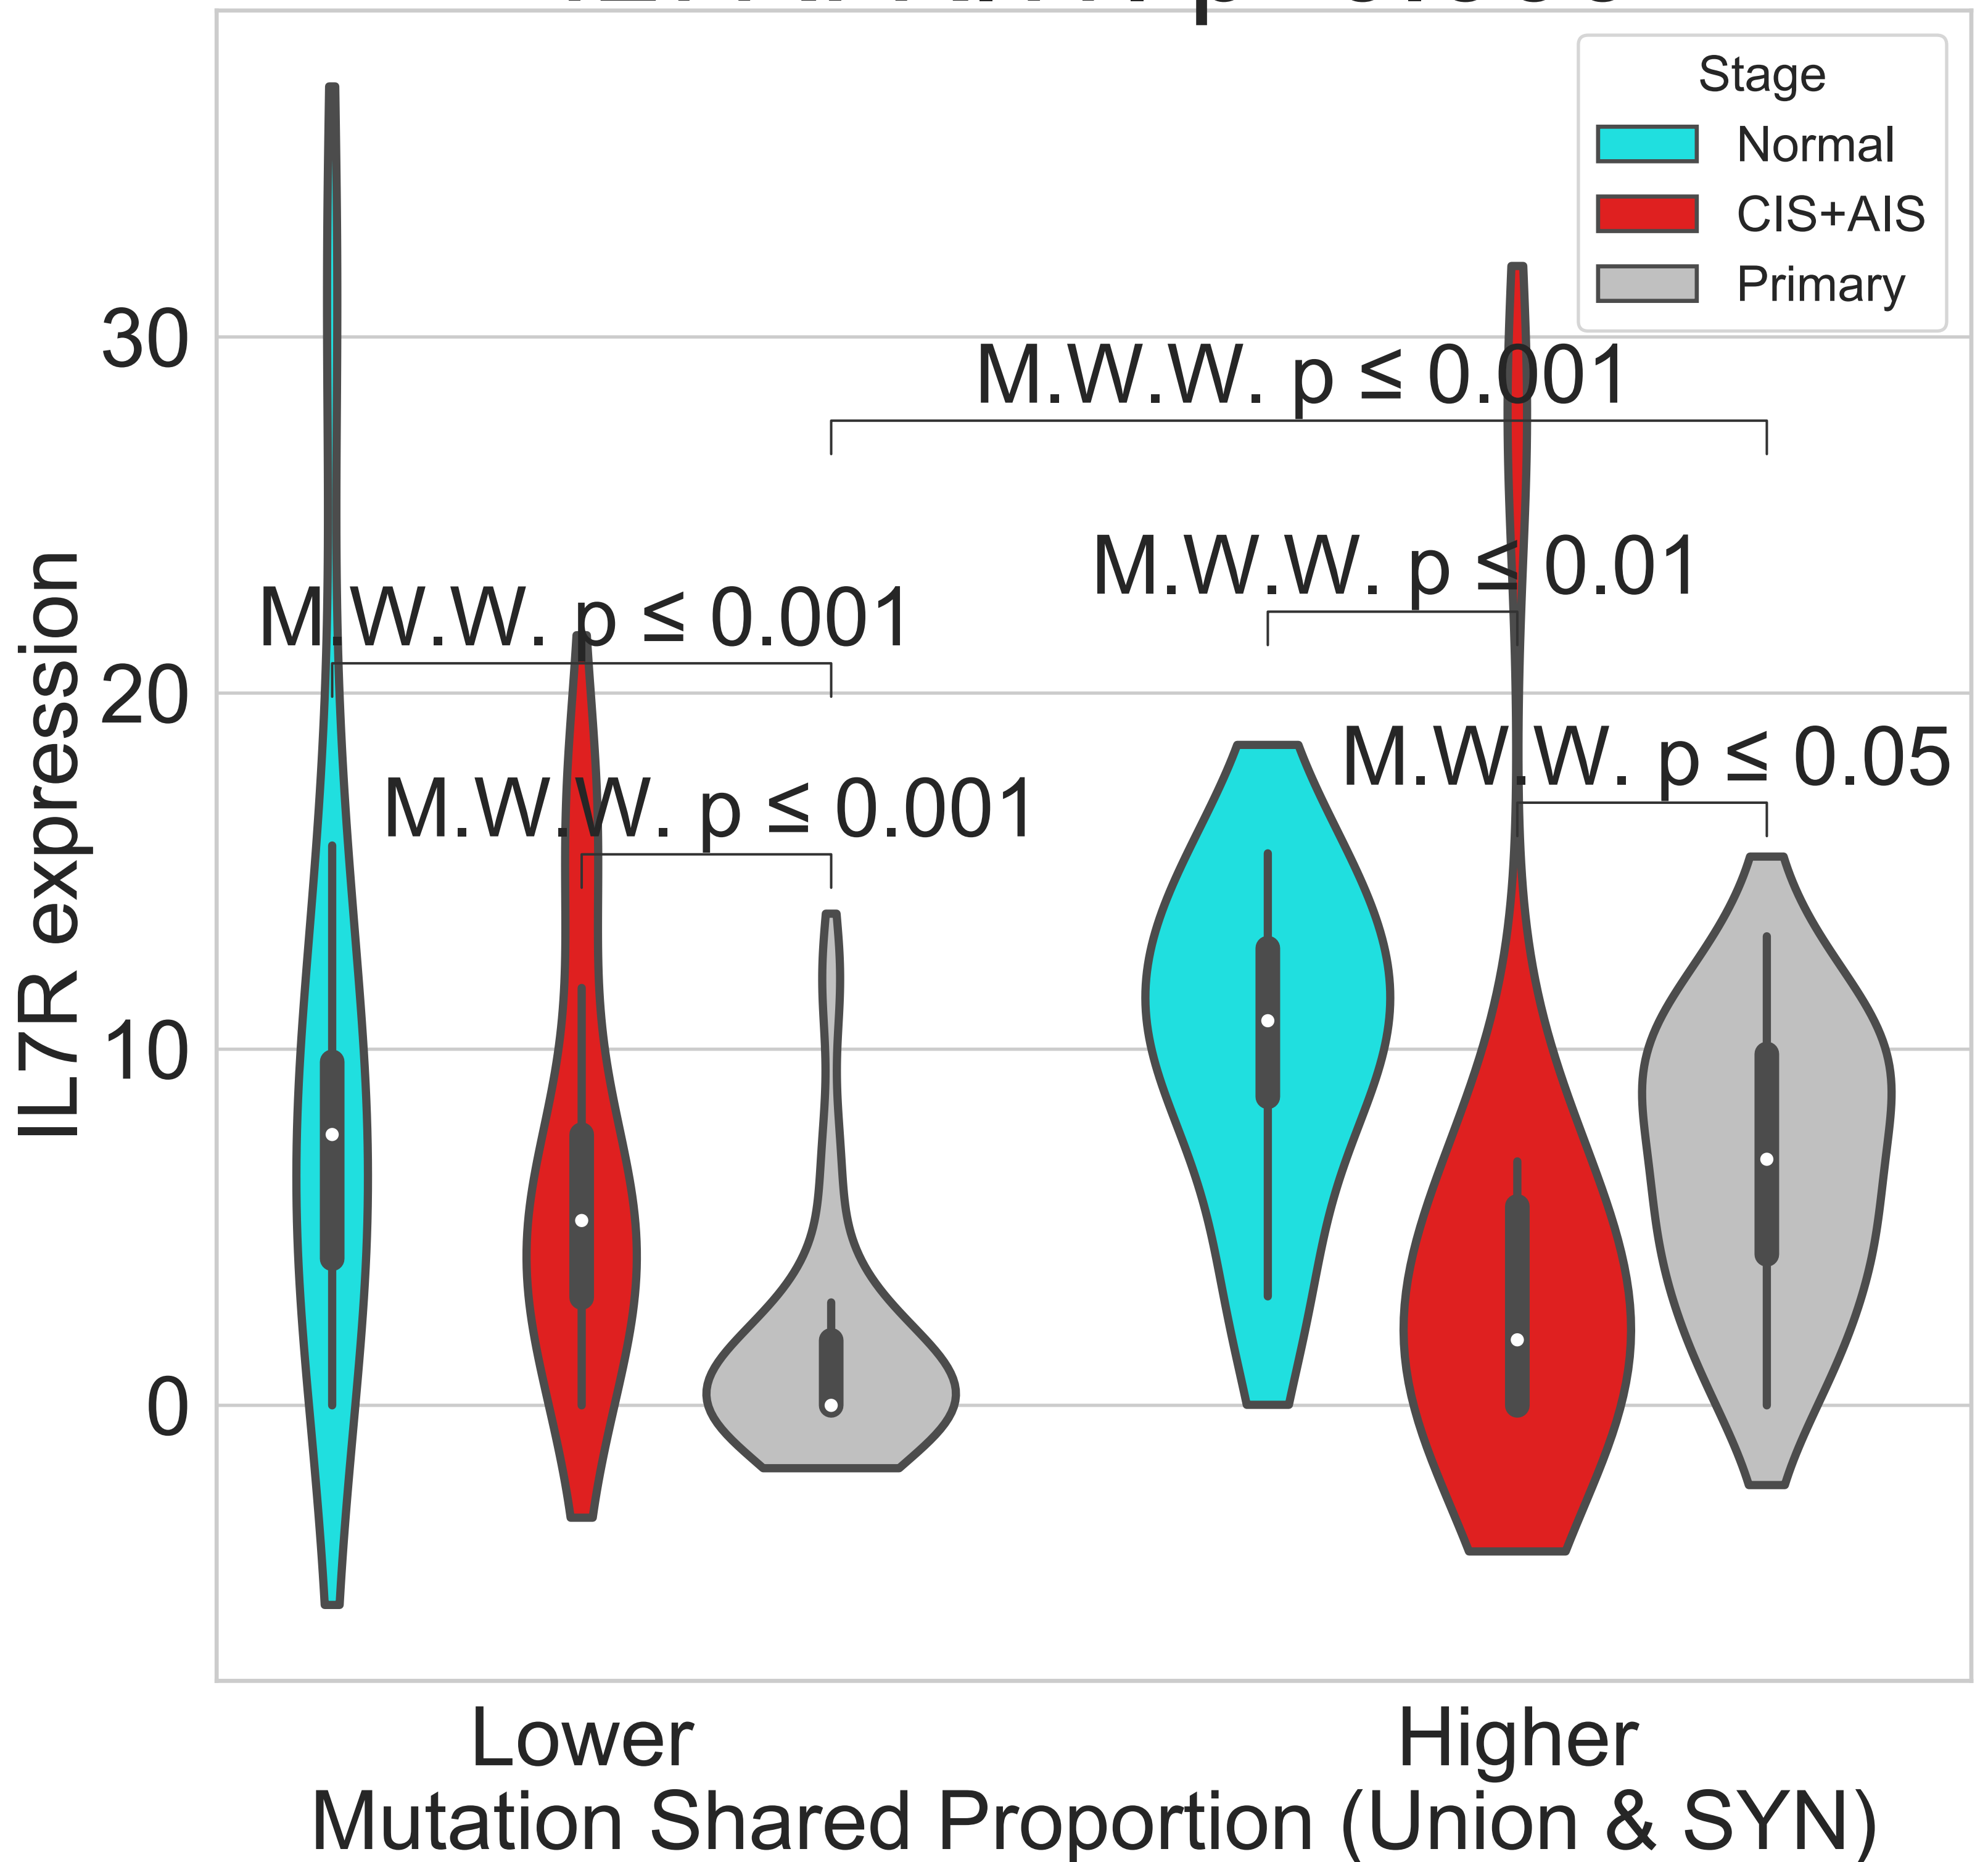 Stage
Normal
CIS+AIS
Primary
30
20
10
0
IL7R expression
M.W.W. p ≤ 0.001
M.W.W. p ≤ 0.01
M.W.W. p ≤ 0.001
M.W.W. p ≤ 0.05
M.W.W. p ≤ 0.001
Lower
Higher
Mutation Shared Proportion (Union & SYN)